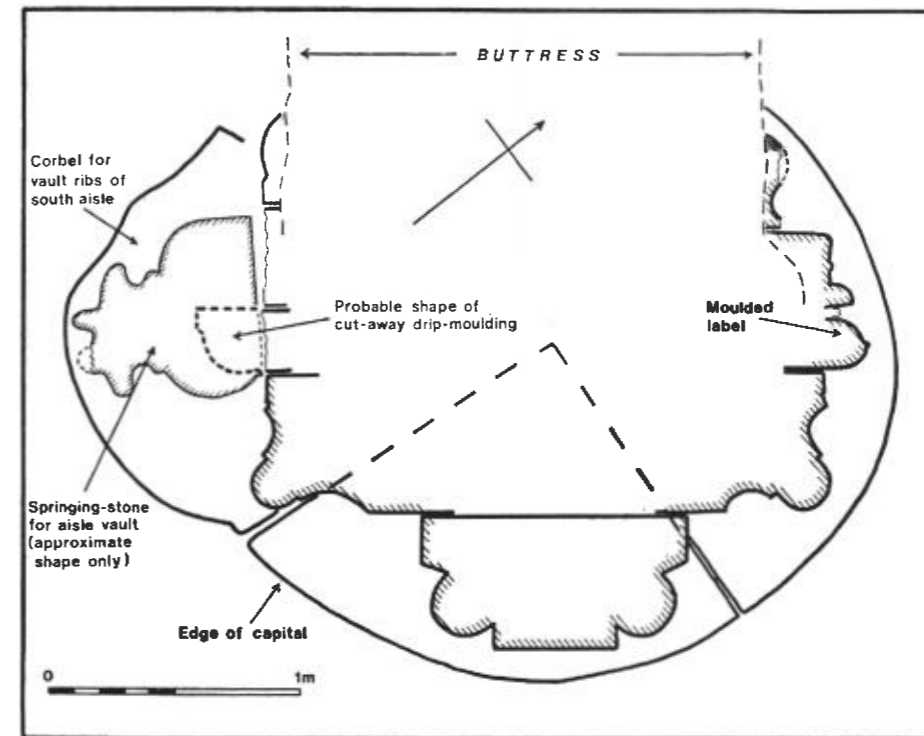 BUTTRESS
Corbel for
vault ribs of
south aisle
Probable shape of
cut-away drip-moulding
Moulded
label
Springing-stone
for aisle vault
(approximate
shape only)
Edge of capital
0
1m